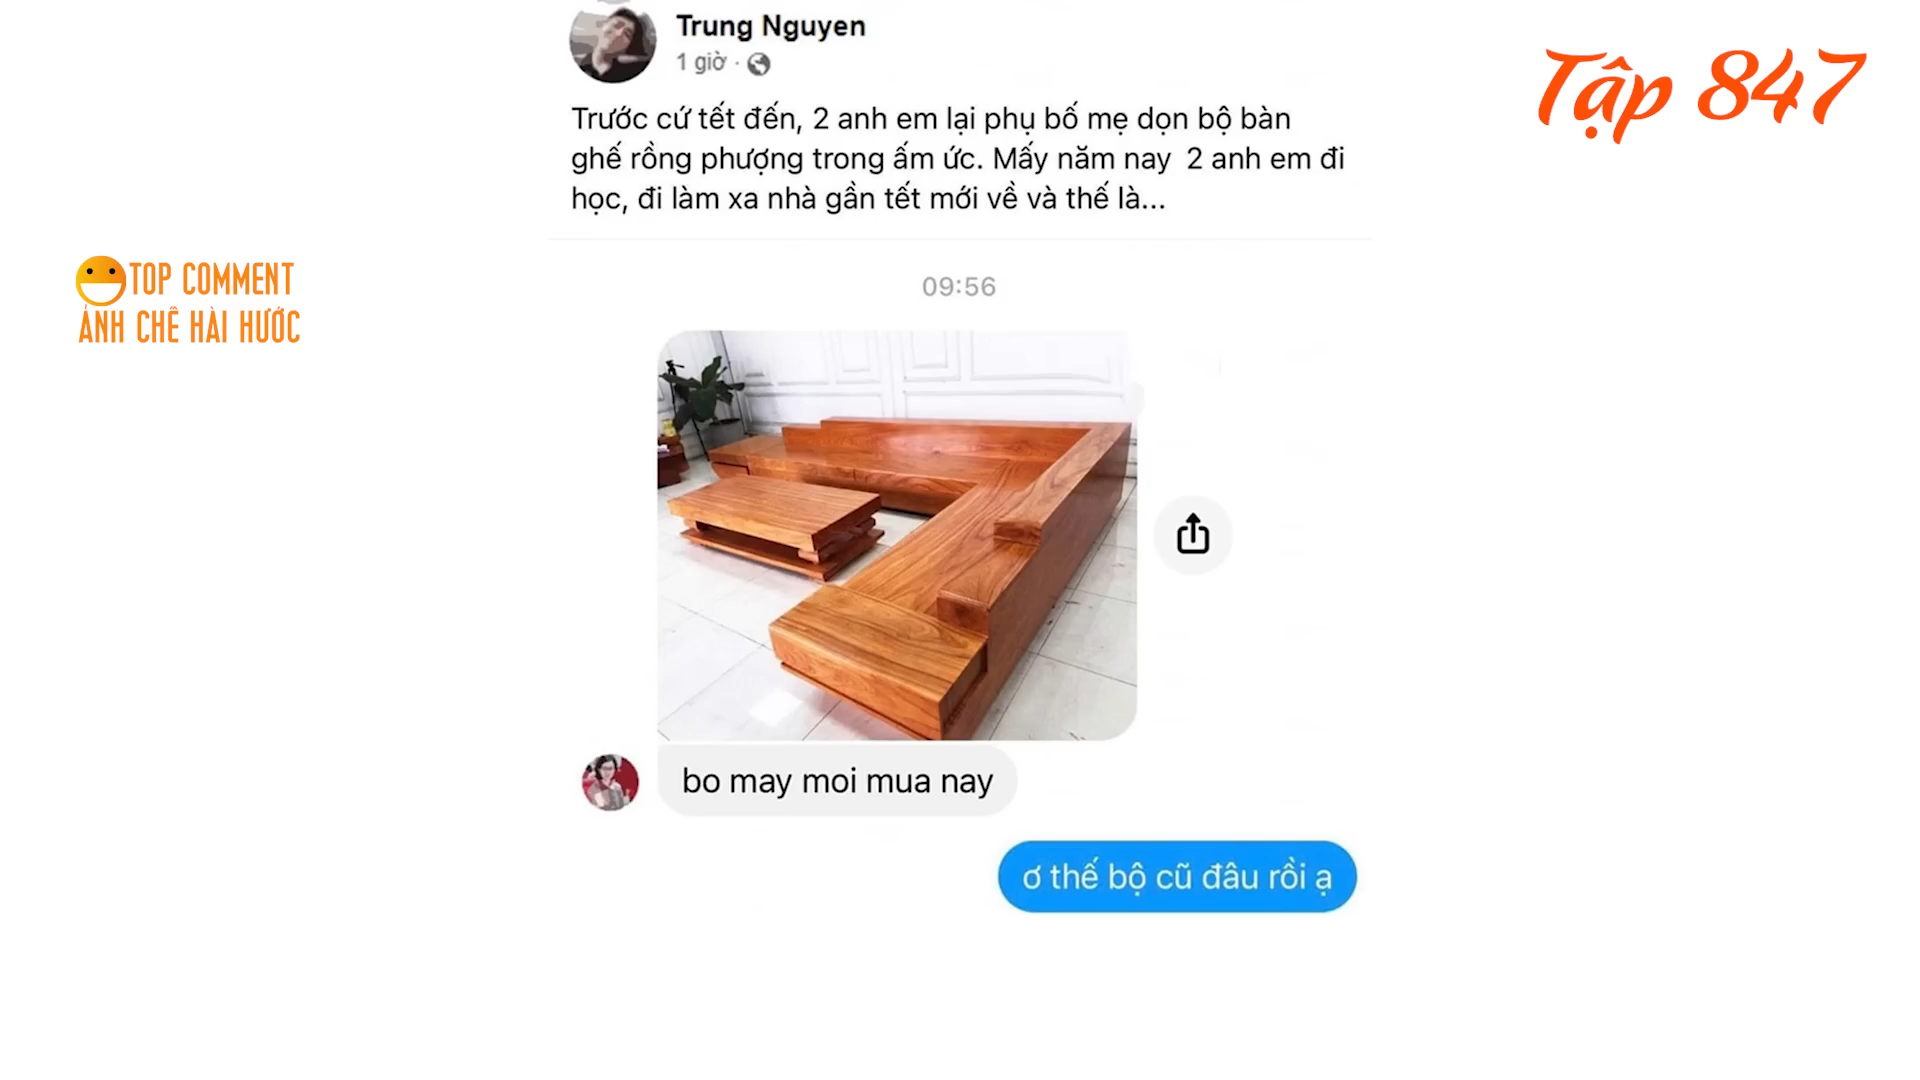 Trung Nguyen
1 giờ ·
Tập 847
Trước cứ tết đến, 2 anh em lại phụ bố mẹ dọn bộ bàn
ghế rồng phượng trong ấm ức. Mấy năm nay 2 anh em đi
học, đi làm xa nhà gần tết mới về và thế là...
TOP COMMENT
ẢNH CHẾ HÀI HƯỚC
09:56
bo may moi mua nay
ơ thế bộ cũ đâu rồi ạ